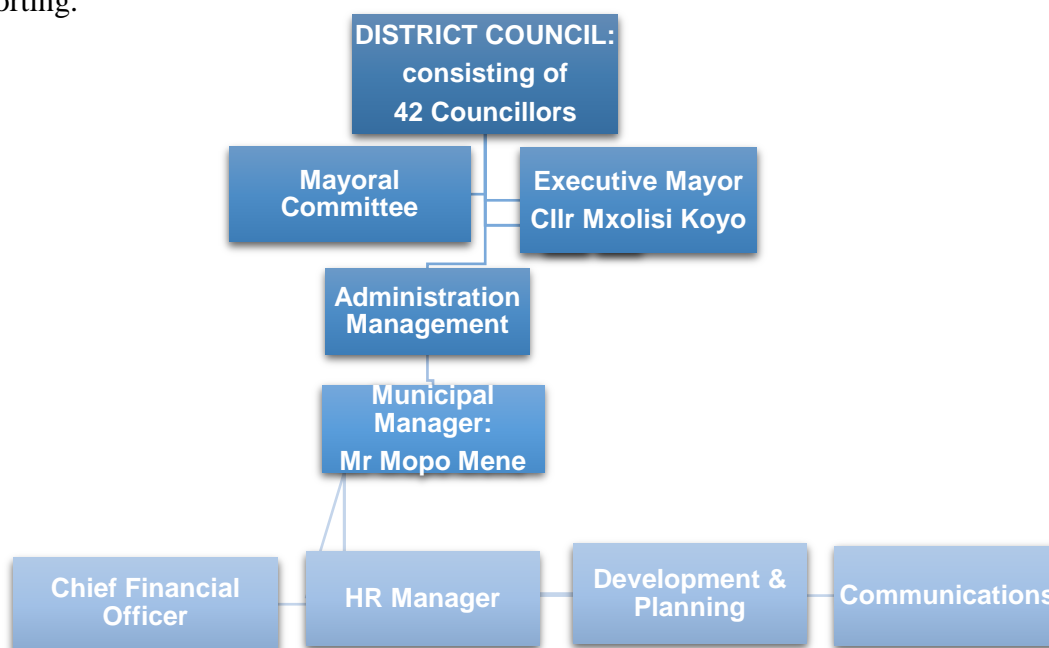 DISTRICT COUNCIL:
consisting of
42 Councillors
Mayoral
Committee
Executive Mayor
Cllr Mxolisi Koyo
Administration
Management
Municipal
Manager:
Mr Mopo Mene
Chief Financial
Officer
HR Manager
Development &
Planning
Communications